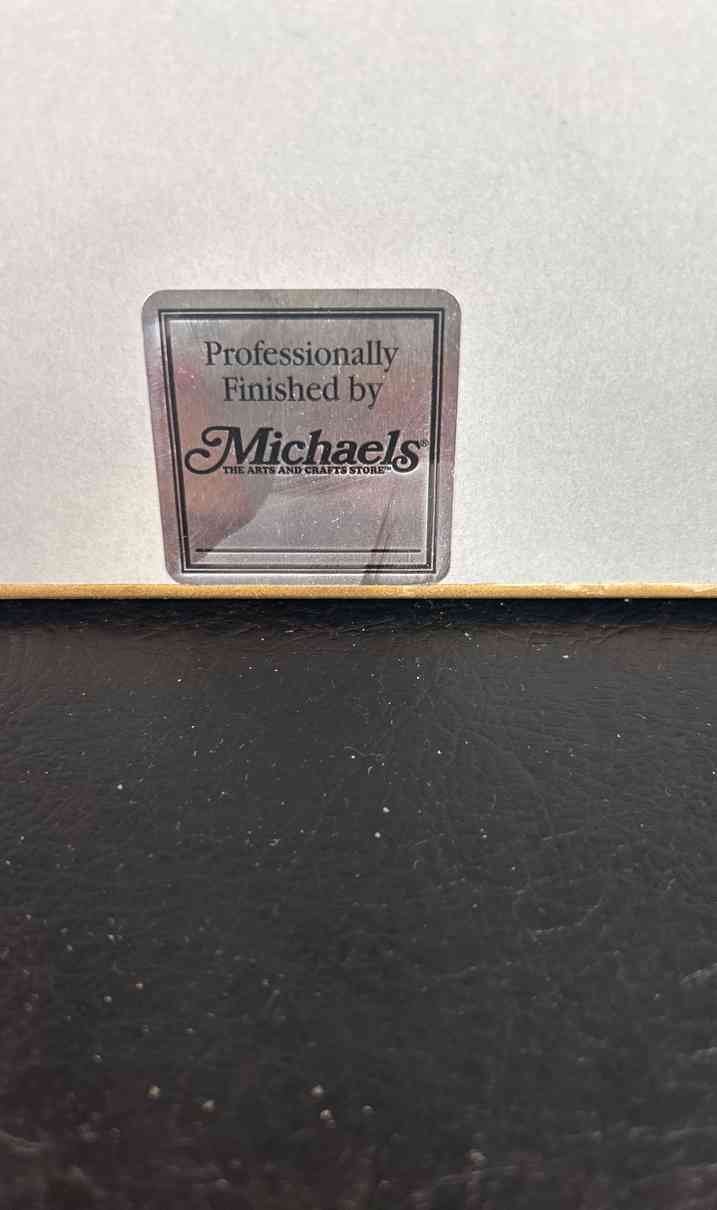 Professionally
Finished by
Michaels®
THE ARTS AND CRAFTS STORE™